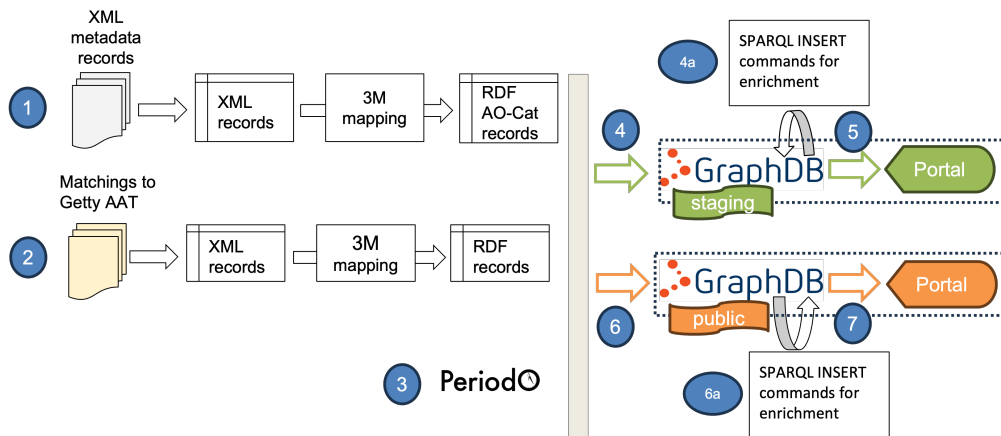 XML
metadata
records
1
XML
records
3M
mapping
RDF
AO-Cat
records
Matchings to
Getty AAT
2
XML
records
3M
mapping
RDF
records
3
PeriodO
4a
SPARQL INSERT
commands for
enrichment
4
GraphDB
staging
5
Portal
6
GraphDB
public
7
Portal
6a
SPARQL INSERT
commands for
enrichment